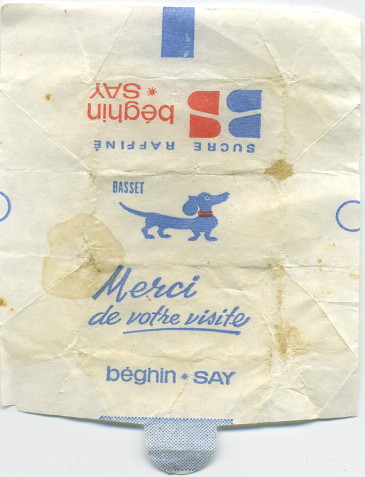 béghin
* SAY
SUCRE RAFFINÉ
BASSET
Merci
de votre visite
béghin * SAY